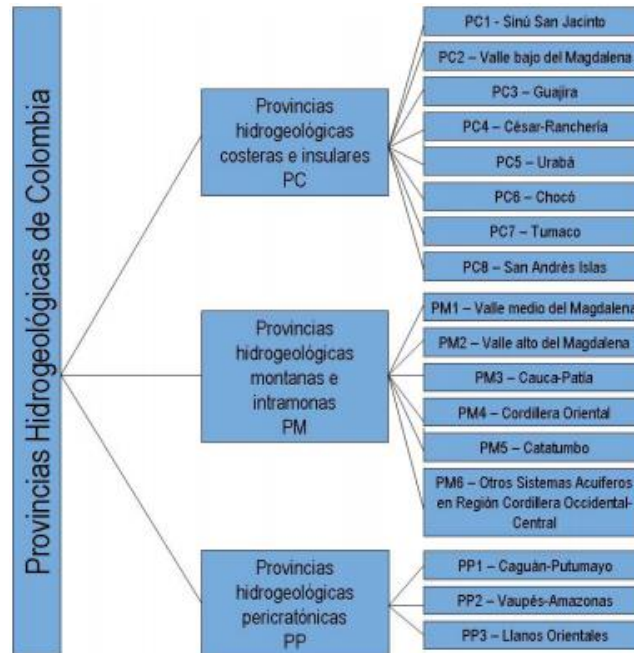 Provincias Hidrogeológicas de Colombia
Provincias
hidrogeológicas
costeras e insulares
PC
PC1 - Sinú San Jacinto
PC2 – Valle bajo del Magdalena
PC3 – Guajira
PC4 – César-Ranchería
PC5 – Urabá
PC6 – Chocó
PC7 – Tumaco
PC8 – San Andrés Islas
Provincias
hidrogeológicas
montanas e
intramonas
PM
PM1 – Valle medio del Magdalena
PM2 – Valle alto del Magdalena
PM3 – Cauca-Patía
PM4 – Cordillera Oriental
PM5 – Catatumbo
PM6 – Otros Sistemas Acuiferos
en Región Cordillera Occidental-
Central
Provincias
hidrogeológicas
pericratónicas
PP
PP1 – Caguán-Putumayo
PP2 – Vaupés-Amazonas
PP3 – Llanos Orientales